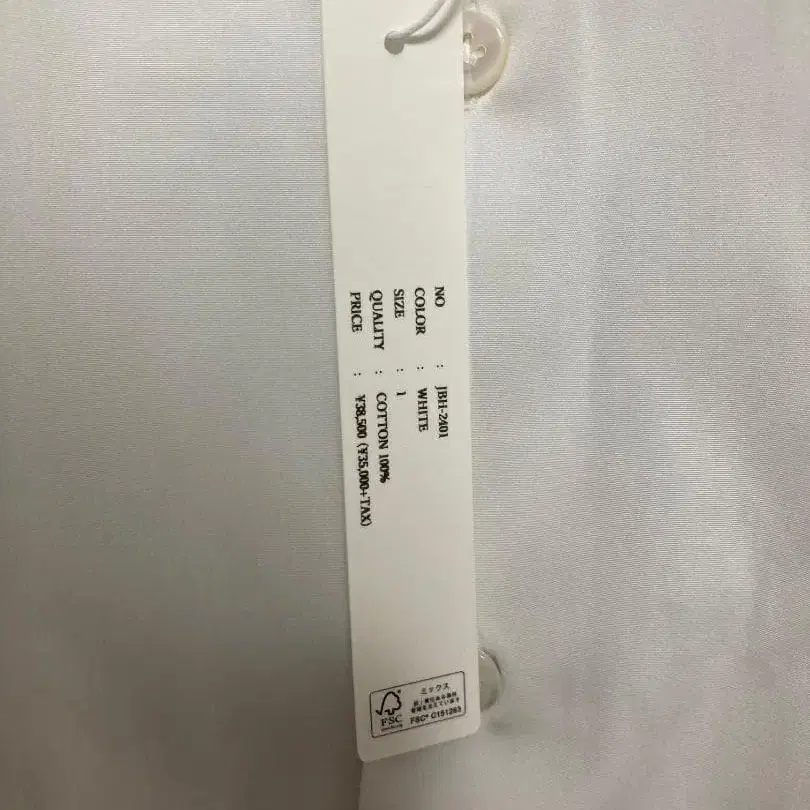 NO : JBH-2401
COLOR : WHITE
SIZE : 1
QUALITY : COTTON 100%
PRICE : ¥38,500 (¥35,000+TAX)
ミックス
FSC
FSC® C151263